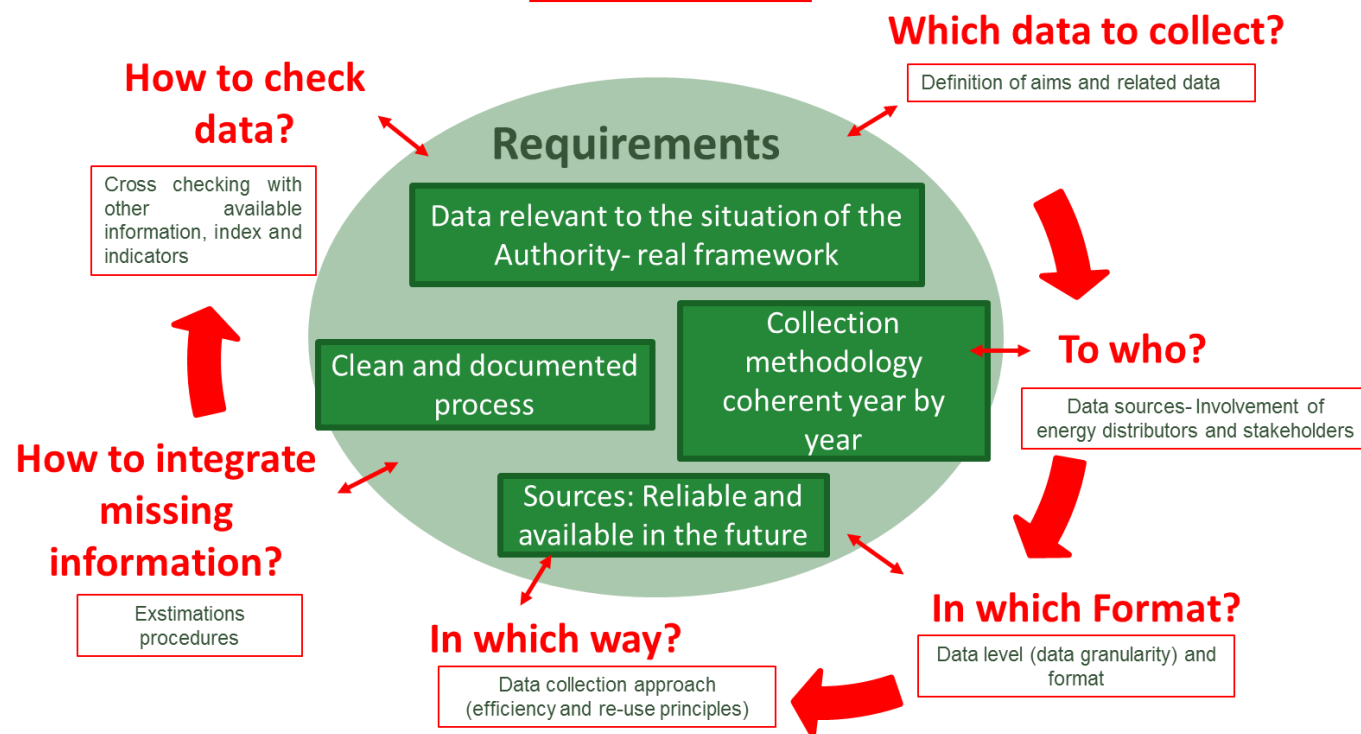 Which data to collect?
Definition of aims and related data
How to check
data?
Cross checking with
other available
information, index and
indicators
Requirements
Data relevant to the situation of the
Authority- real framework
Collection
methodology
coherent year by
year
Clean and documented
process
Sources: Reliable and
available in the future
To who?
Data sources- Involvement of
energy distributors and stakeholders
How to integrate
missing
information?
Exstimations
procedures
In which way?
Data collection approach
(efficiency and re-use principles)
In which Format?
Data level (data granularity) and
format